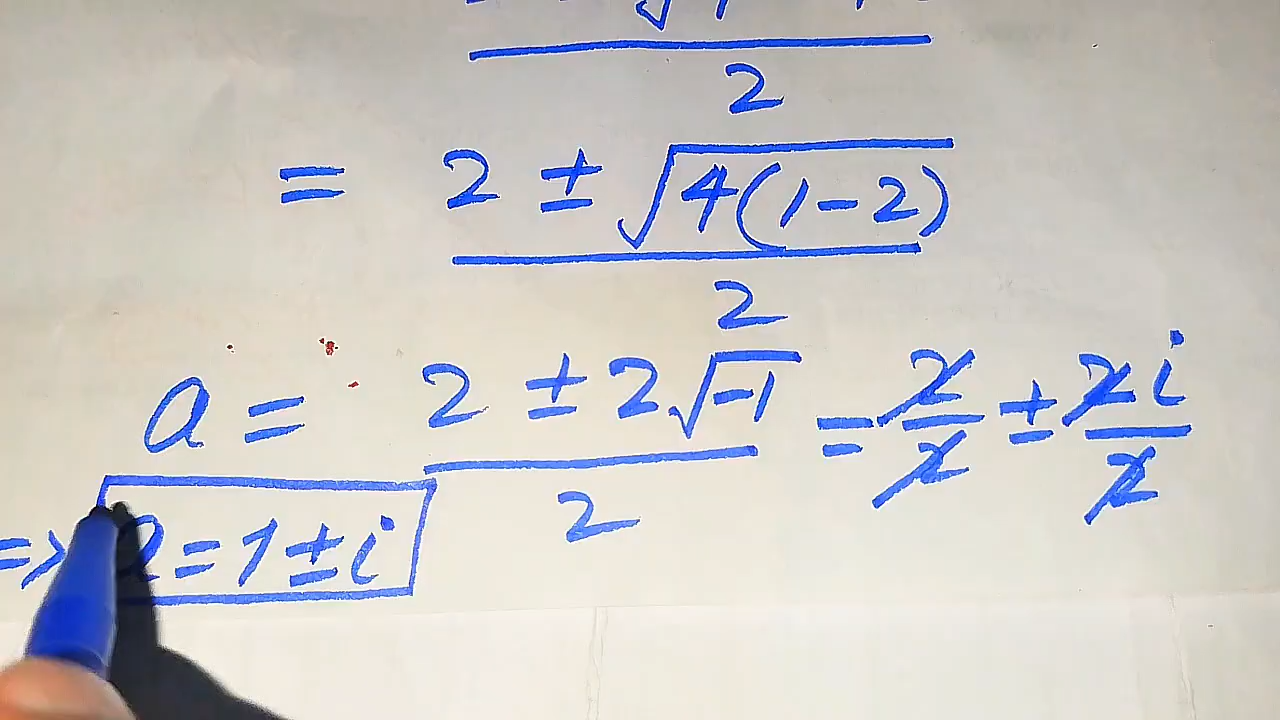 2
= 2 ± √4(1-2)
2
a = 2 ± 2√-1 = 2 ± 2i
2 2 2
=> a = 1 ± i